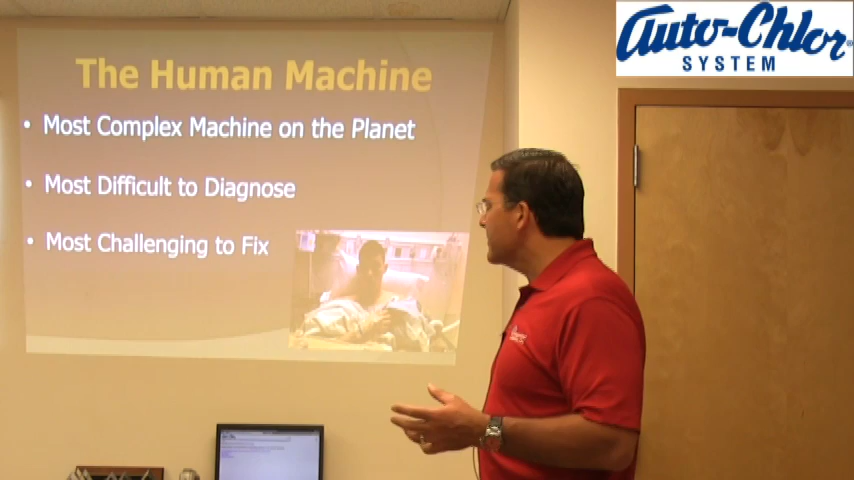 Auto-Chlor®
SYSTEM
The Human Machine
• Most Complex Machine on the Planet
• Most Difficult to Diagnose
• Most Challenging to Fix